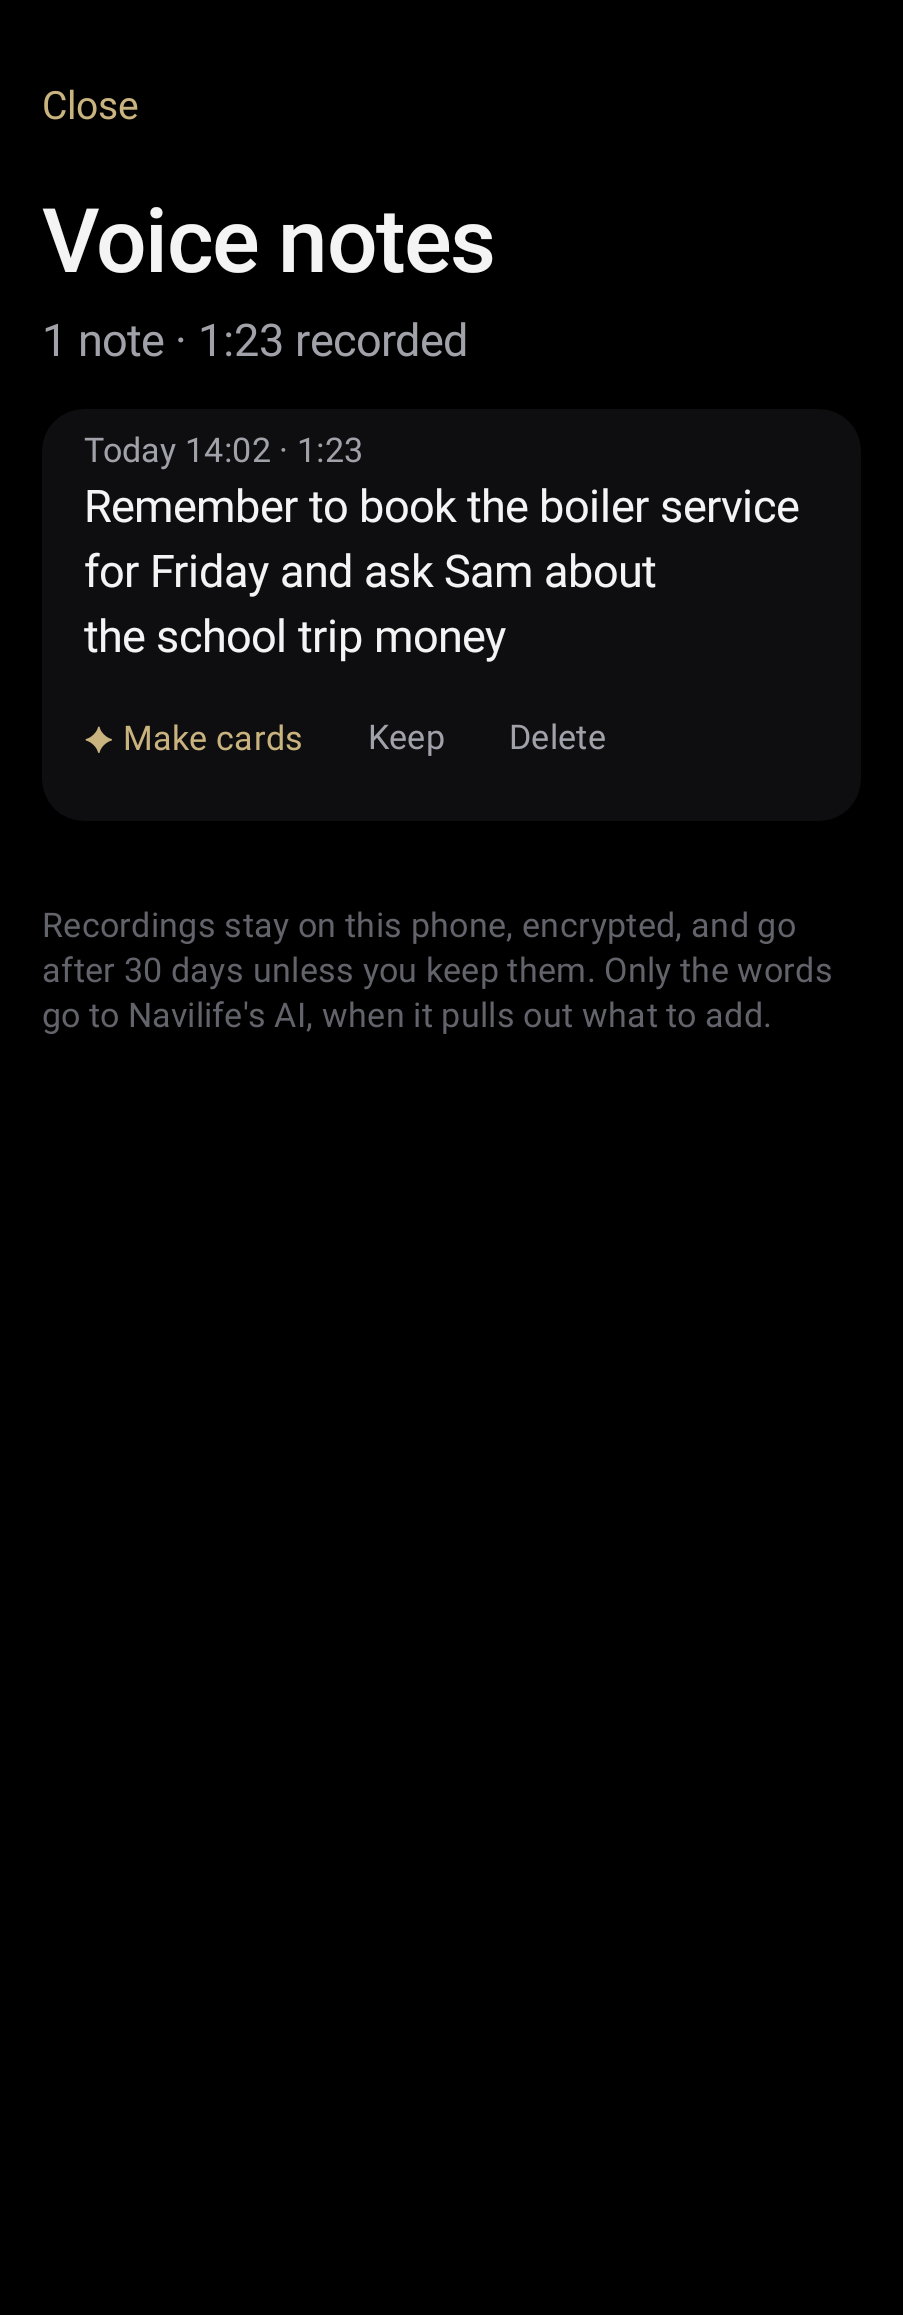 Close
Voice notes
1 note · 1:23 recorded
Today 14:02 · 1:23
Remember to book the boiler service
for Friday and ask Sam about
the school trip money
Make cards Keep Delete
Recordings stay on this phone, encrypted, and go
after 30 days unless you keep them. Only the words
go to Navilife's AI, when it pulls out what to add.